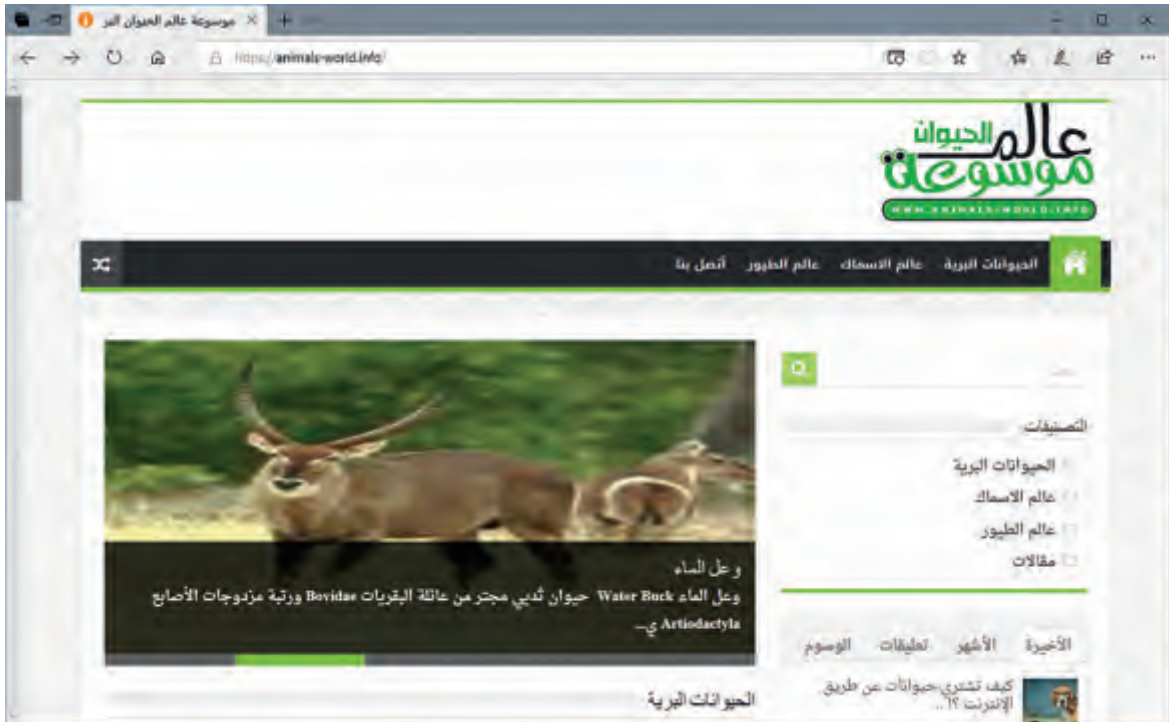 موسوعة عالم الحيوان البر
https://animals-world.info/
عالم الحيوان
موسوعة
WWW.ANIMALS-WORLD.INFO
الحيوانات البرية عالم الاسماك عالم الطيور أتصل بنا
التصنيفات
الحيوانات البرية
عالم الاسماك
عالم الطيور
مقالات
وعل الماء
وعل الماء Water Buck حيوان ثديي مجتر من عائلة البقريات Bovidae ورتبة مزدوجات الأصابع
Artiodactyla ي...
الأخيرة الأشهر تعليقات الوسوم
كيف تشتري حيوانات عن طريق
الإنترنت ؟!..
الحيوانات البرية